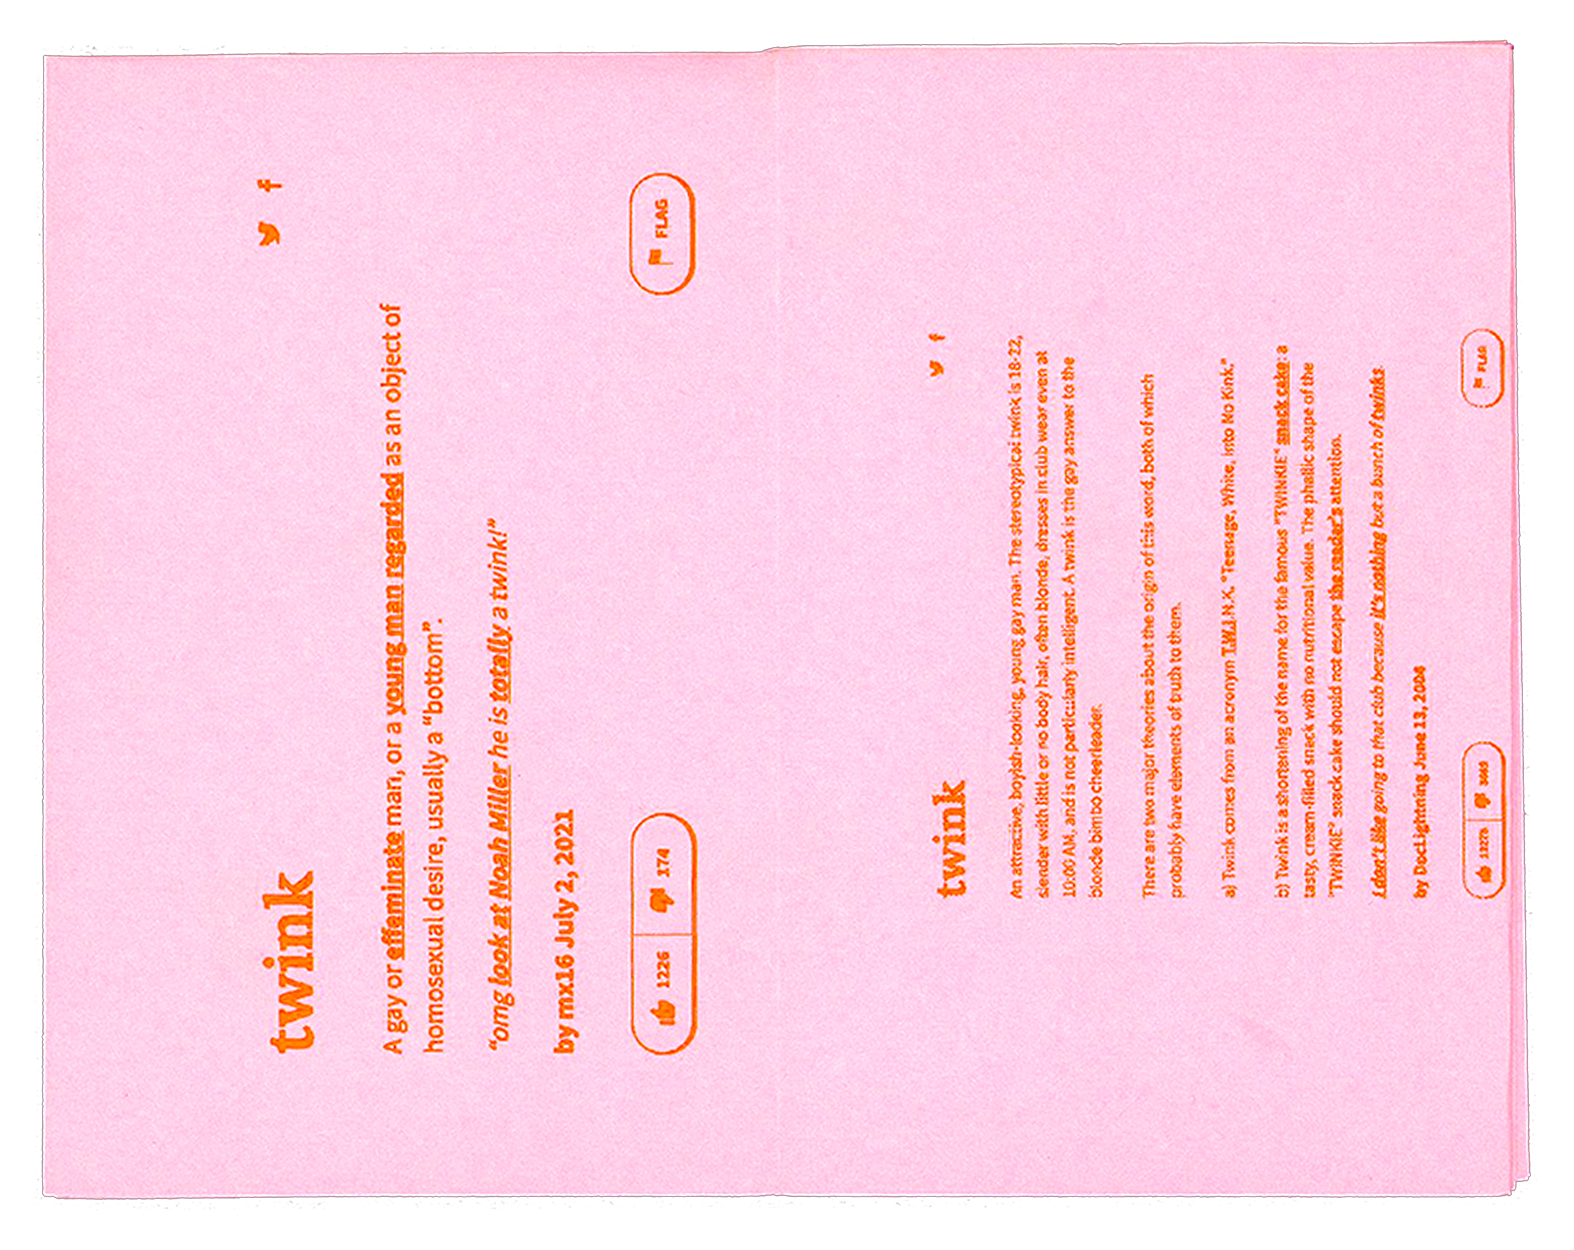 twink
A gay or effeminate man, or a young man regarded as an object of
homosexual desire, usually a “bottom”.
“omg look at Noah Miller he is totally a twink!”
by mx16 July 2, 2021
1226 174
FLAG
twink
An attractive, boyish-looking, young gay man. The stereotypical twink is 18-22,
slender with little or no body hair, often blonde, dresses in club wear even at
10:00 AM, and is not particularly intelligent. A twink is the gay answer to the
blonde bimbo cheerleader.
There are two major theories about the origin of this word, both of which
probably have elements of truth to them.
a) Twink comes from an acronym T.W.I.N.K. "Teenage, White, into No Kink."
b) Twink is a shortening of the name for the famous "TWINKIE" snack cake: a
tasty, cream-filled snack with no nutritional value. The phallic shape of the
"TWINKIE" snack cake should not escape the reader's attention.
I don't like going to that club because it's nothing but a bunch of twinks.
by DocLightning June 13,
FLAG